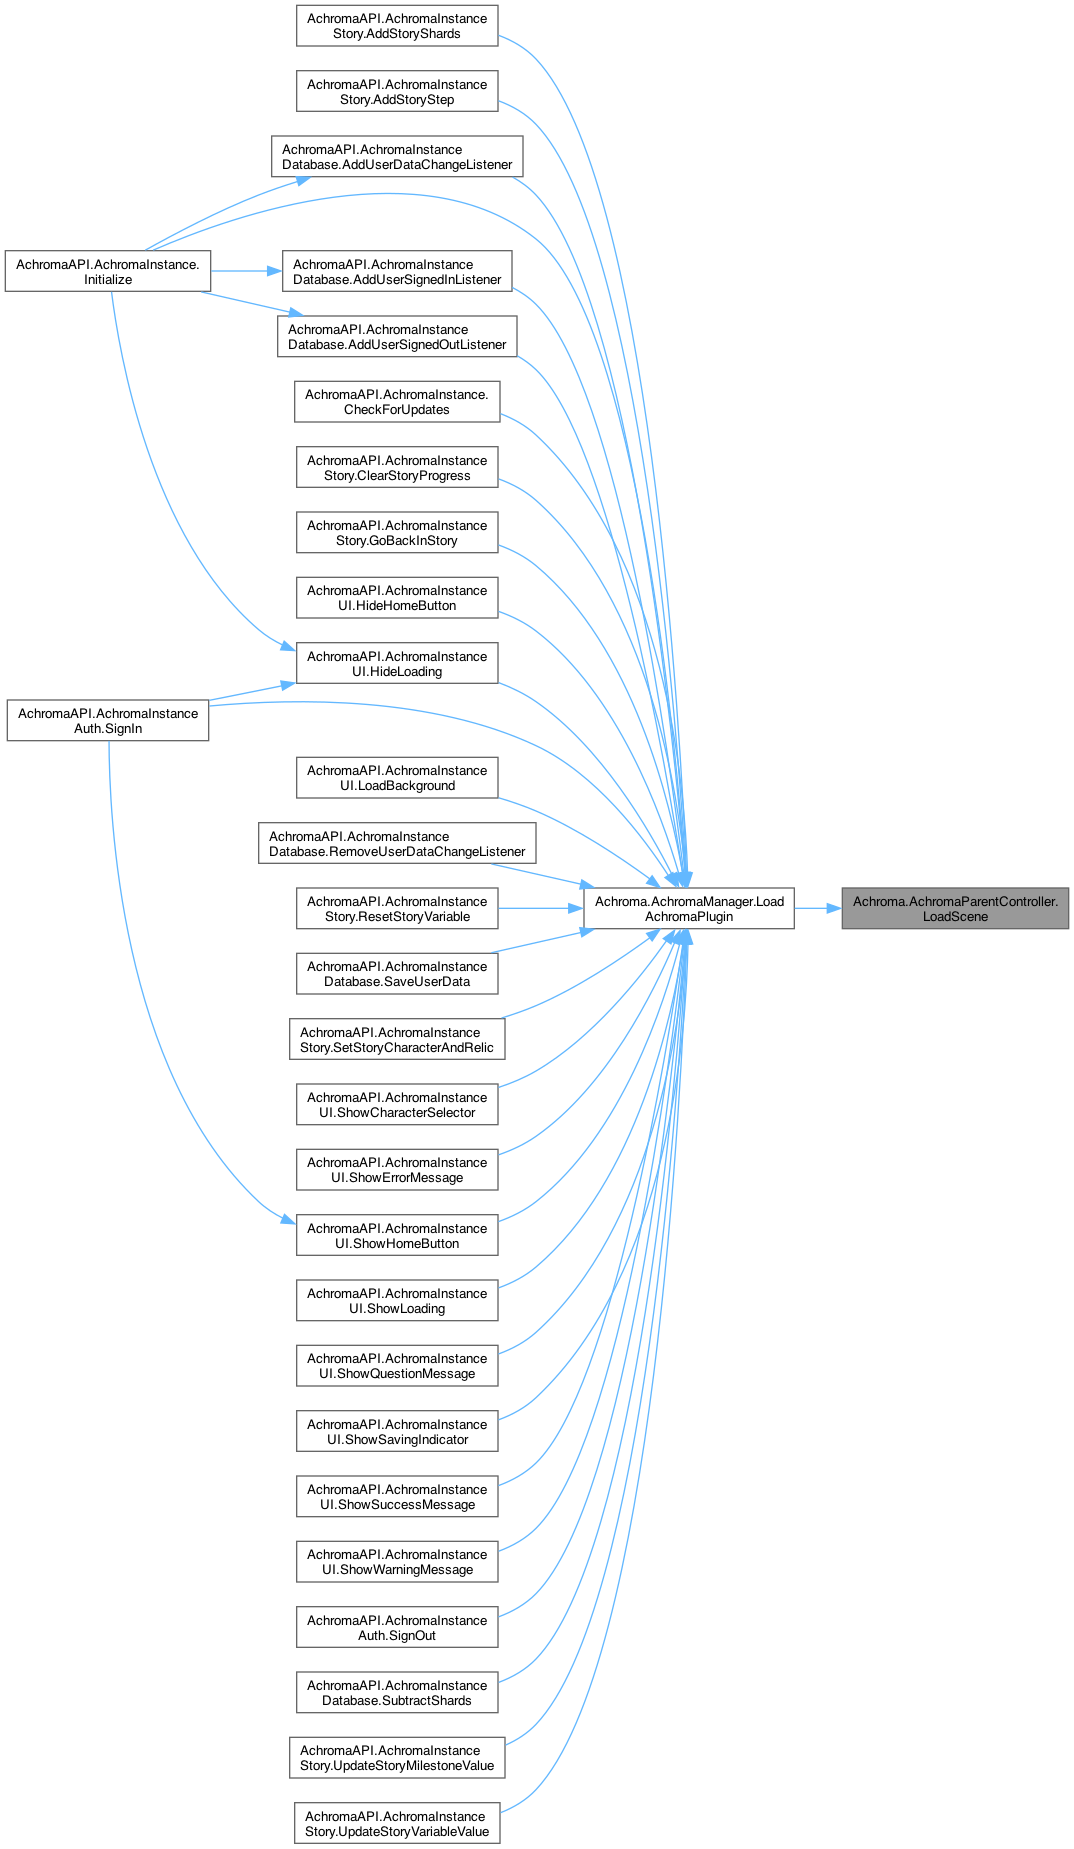 AchromaAPI.AchromaInstance
Story.AddStoryShards
AchromaAPI.AchromaInstance
Story.AddStoryStep
AchromaAPI.AchromaInstance
Database.AddUserDataChangeListener
AchromaAPI.AchromaInstance.
Initialize
AchromaAPI.AchromaInstance
Database.AddUserSignedInListener
AchromaAPI.AchromaInstance
Database.AddUserSignedOutListener
AchromaAPI.AchromaInstance.
CheckForUpdates
AchromaAPI.AchromaInstance
Story.ClearStoryProgress
AchromaAPI.AchromaInstance
Story.GoBackInStory
AchromaAPI.AchromaInstance
UI.HideHomeButton
AchromaAPI.AchromaInstance
UI.HideLoading
AchromaAPI.AchromaInstance
Auth.SignIn
AchromaAPI.AchromaInstance
UI.LoadBackground
AchromaAPI.AchromaInstance
Database.RemoveUserDataChangeListener
AchromaAPI.AchromaInstance
Story.ResetStoryVariable
Achroma.AchromaManager.Load
AchromaPlugin
Achroma.AchromaParentController.
LoadScene
AchromaAPI.AchromaInstance
Database.SaveUserData
AchromaAPI.AchromaInstance
Story.SetStoryCharacterAndRelic
AchromaAPI.AchromaInstance
UI.ShowCharacterSelector
AchromaAPI.AchromaInstance
UI.ShowErrorMessage
AchromaAPI.AchromaInstance
UI.ShowHomeButton
AchromaAPI.AchromaInstance
UI.ShowLoading
AchromaAPI.AchromaInstance
UI.ShowQuestionMessage
AchromaAPI.AchromaInstance
UI.ShowSavingIndicator
AchromaAPI.AchromaInstance
UI.ShowSuccessMessage
AchromaAPI.AchromaInstance
UI.ShowWarningMessage
AchromaAPI.AchromaInstance
Auth.SignOut
AchromaAPI.AchromaInstance
Database.SubtractShards
AchromaAPI.AchromaInstance
Story.UpdateStoryMilestoneValue
AchromaAPI.AchromaInstance
Story.UpdateStoryVariableValue